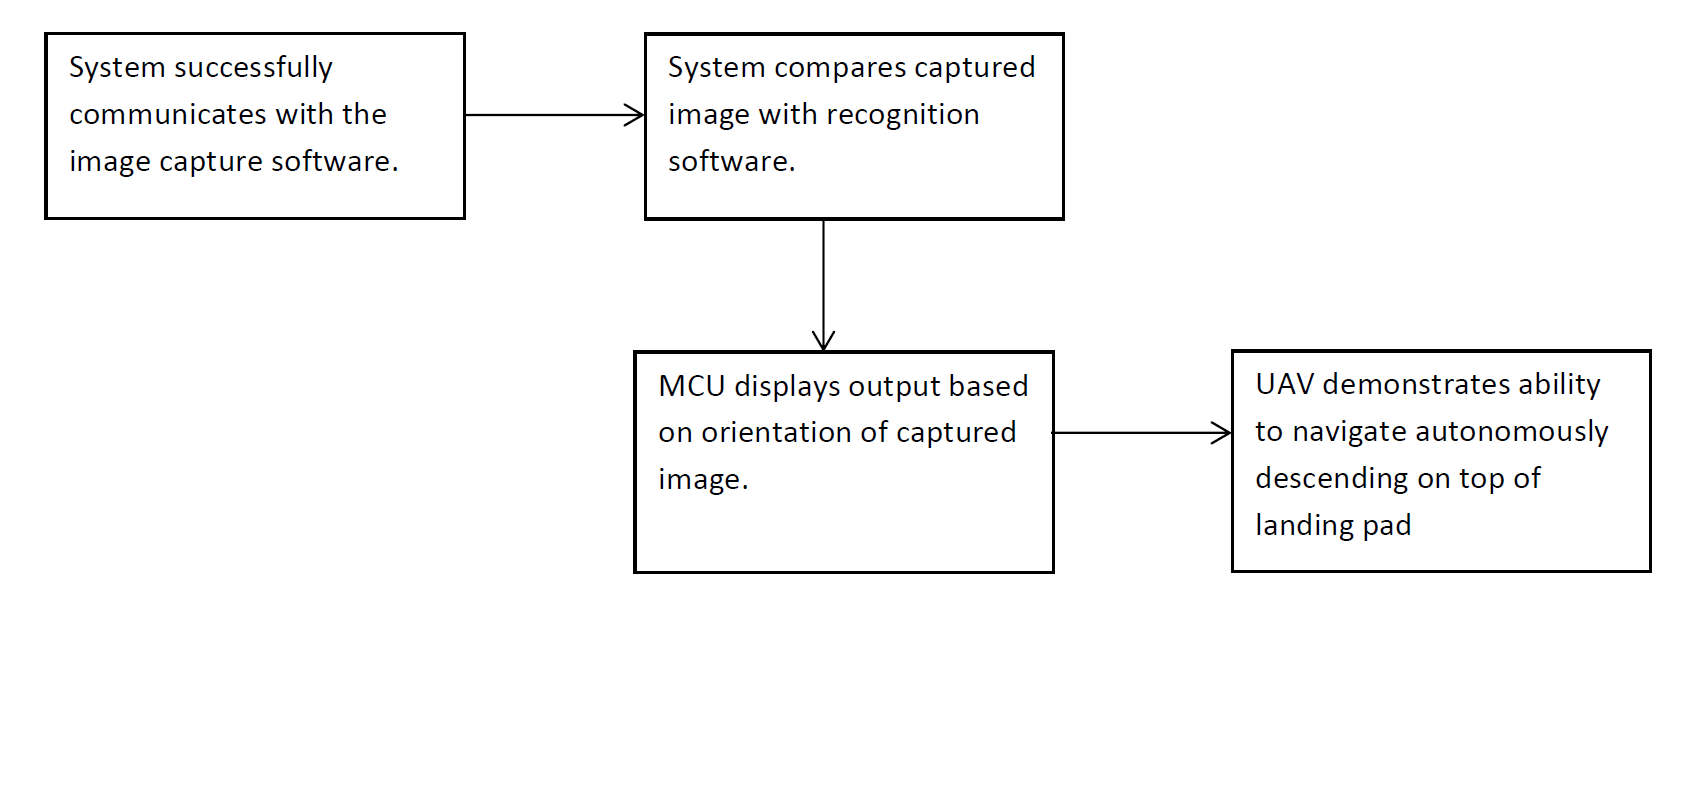 System successfully
communicates with the
image capture software.
System compares captured
image with recognition
software.
MCU displays output based
on orientation of captured
image.
UAV demonstrates ability
to navigate autonomously
descending on top of
landing pad